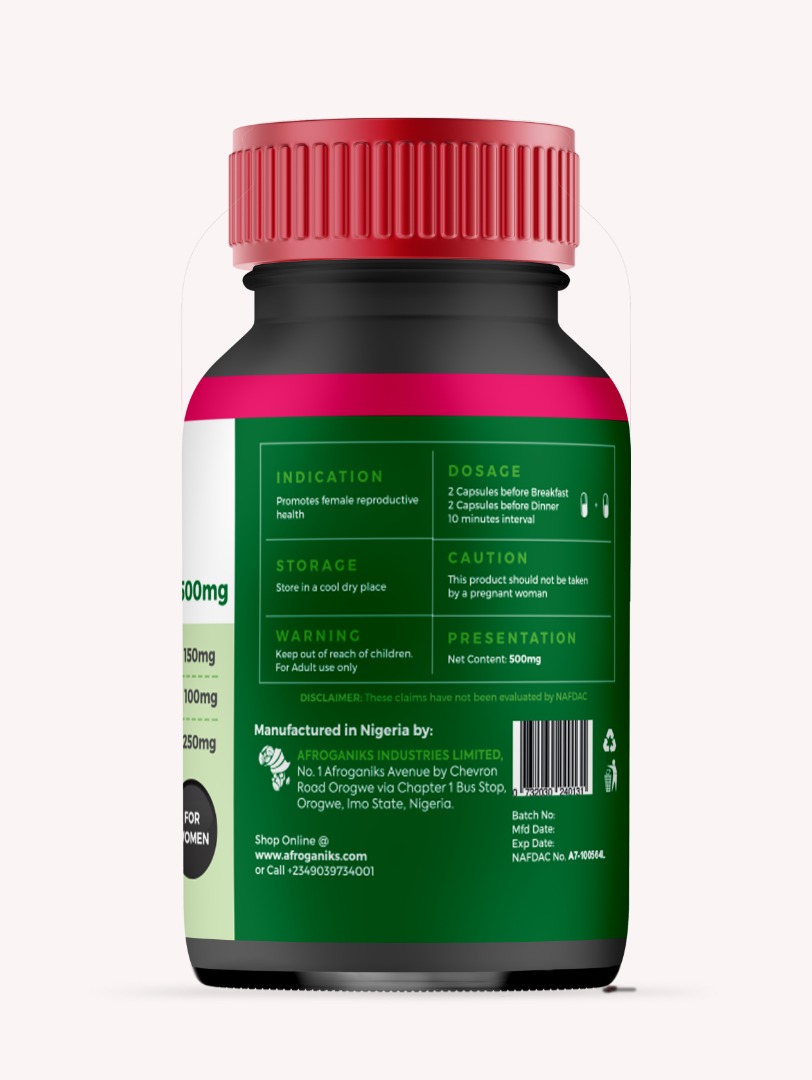 500mg
150mg
100mg
250mg
FOR
WOMEN
INDICATION
Promotes female reproductive
health
DOSAGE
2 Capsules before Breakfast
2 Capsules before Dinner
10 minutes interval
STORAGE
Store in a cool dry place
CAUTION
This product should not be taken
by a pregnant woman
WARNING
Keep out of reach of children.
For Adult use only
PRESENTATION
Net Content: 500mg
DISCLAIMER: These claims have not been evaluated by NAFDAC
Manufactured in Nigeria by:
AFROGANIKS INDUSTRIES LIMITED,
No. 1 Afroganiks Avenue by Chevron
Road Orogwe via Chapter 1 Bus Stop,
Orogwe, Imo State, Nigeria.
Shop Online @
www.afroganiks.com
or Call +2349039734001
0 732030 240131
Batch No:
Mfd Date:
Exp Date:
NAFDAC No. A7-100564L